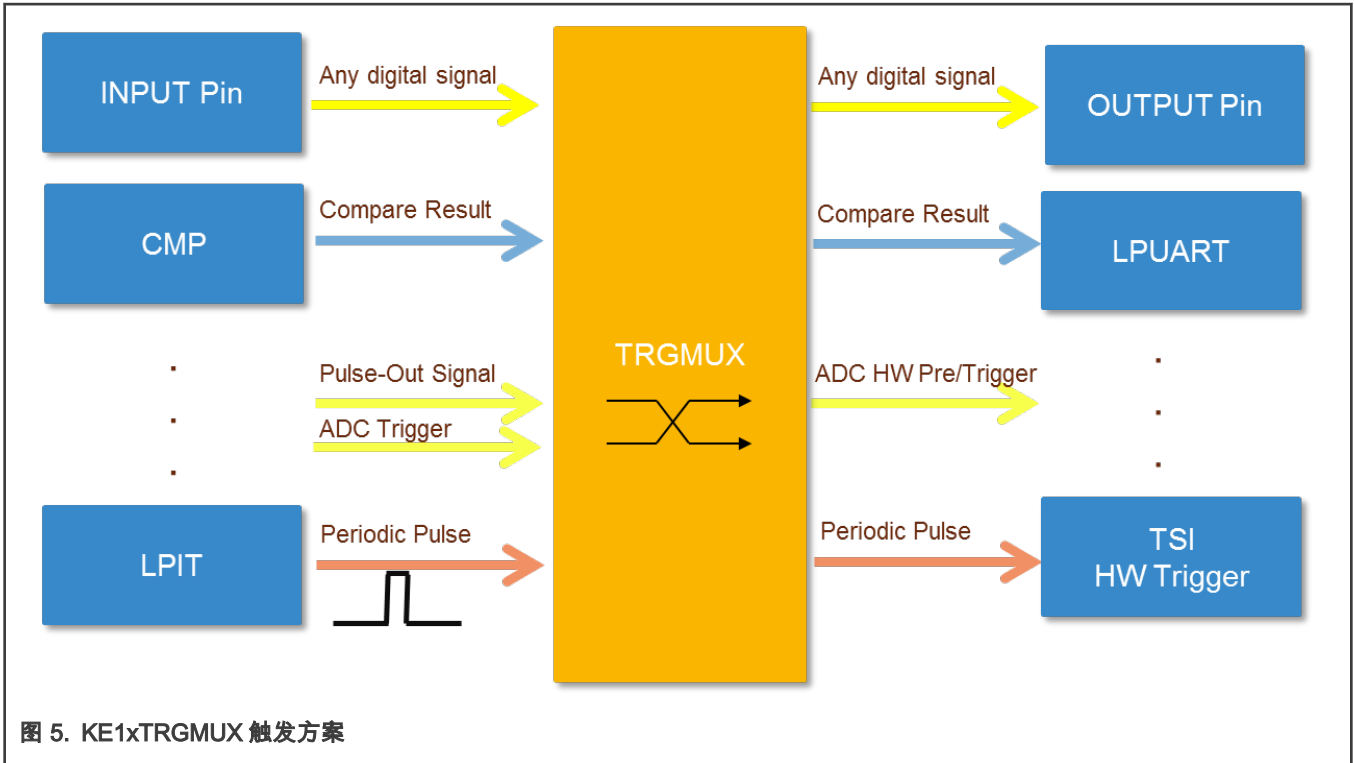 INPUT Pin
Any digital signal
Any digital signal
OUTPUT Pin
CMP
Compare Result
Compare Result
LPUART
TRGMUX
Pulse-Out Signal
ADC Trigger
ADC HW Pre/Trigger
LPIT
Periodic Pulse
Periodic Pulse
TSI
HW Trigger
图 5. KE1xTRGMUX 触发方案